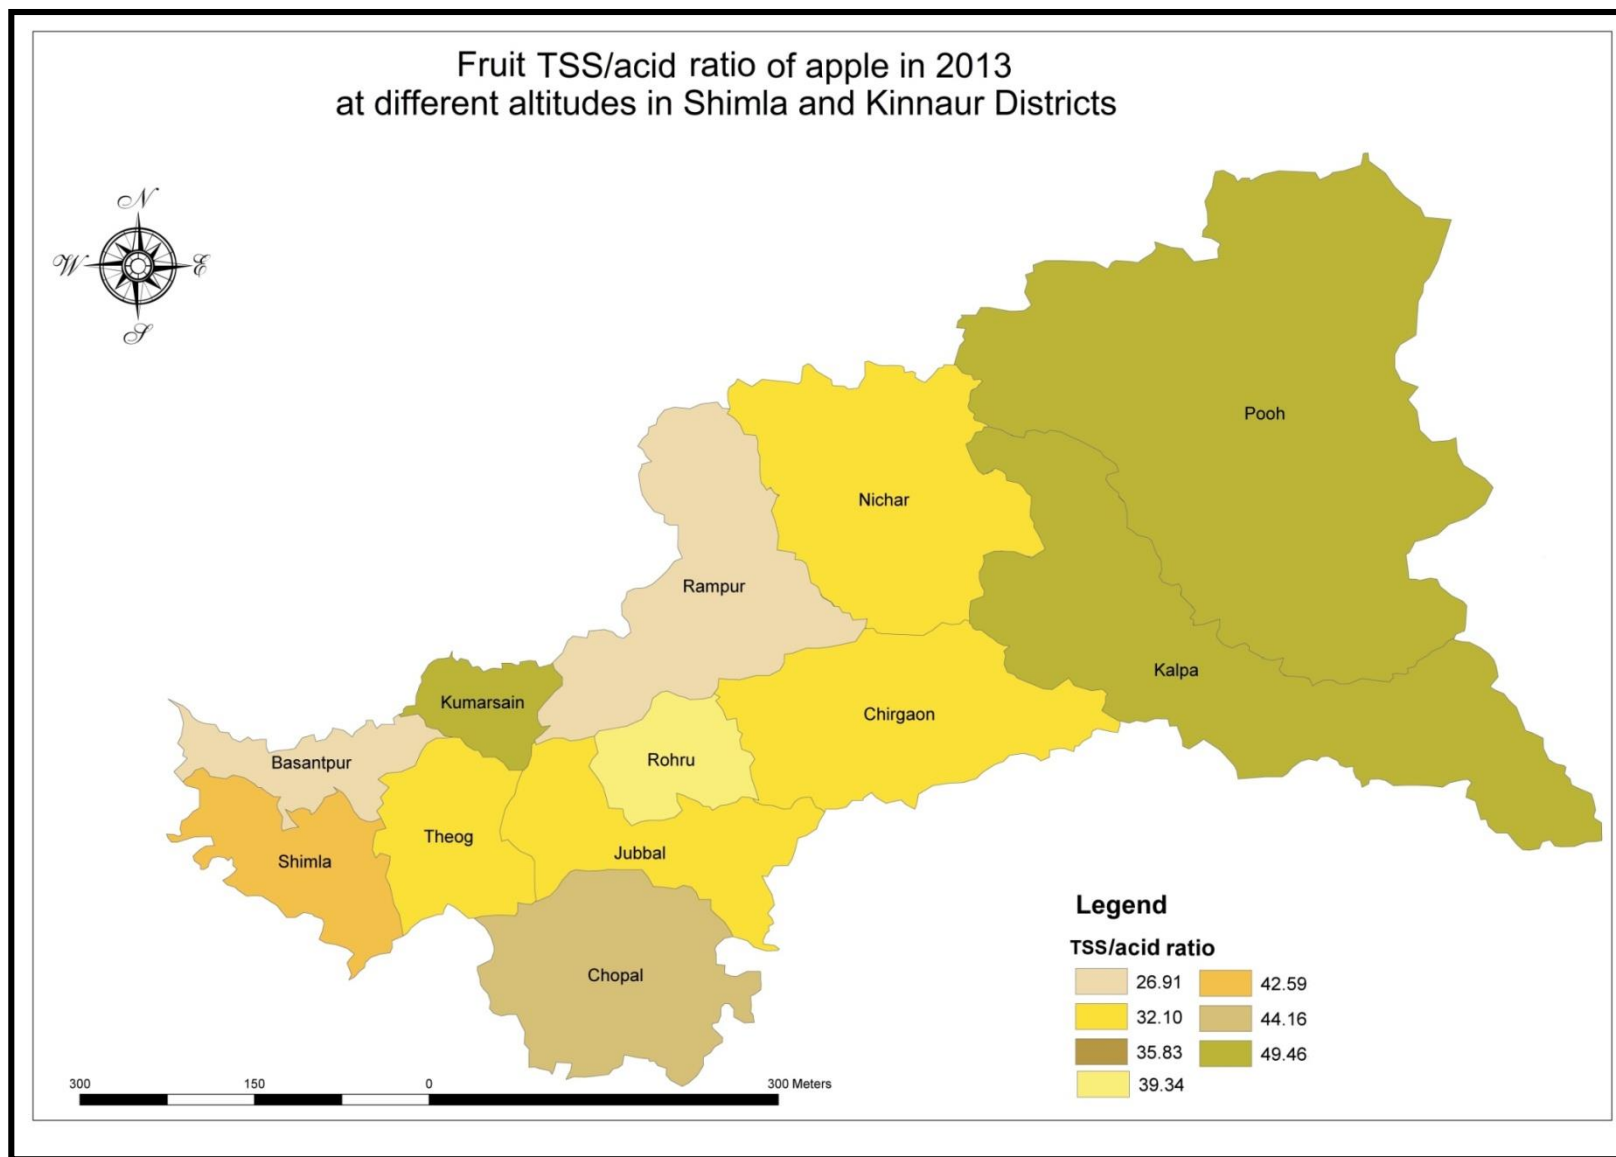 Fruit TSS/acid ratio of apple in 2013
at different altitudes in Shimla and Kinnaur Districts
N
W E
S
Pooh
Nichar
Rampur
Kalpa
Kumarsain
Chirgaon
Basantpur
Rohru
Theog
Jubbal
Shimla
Chopal
Legend
TSS/acid ratio
26.91 42.59
32.10 44.16
35.83 49.46
39.34
300 150 0 300 Meters